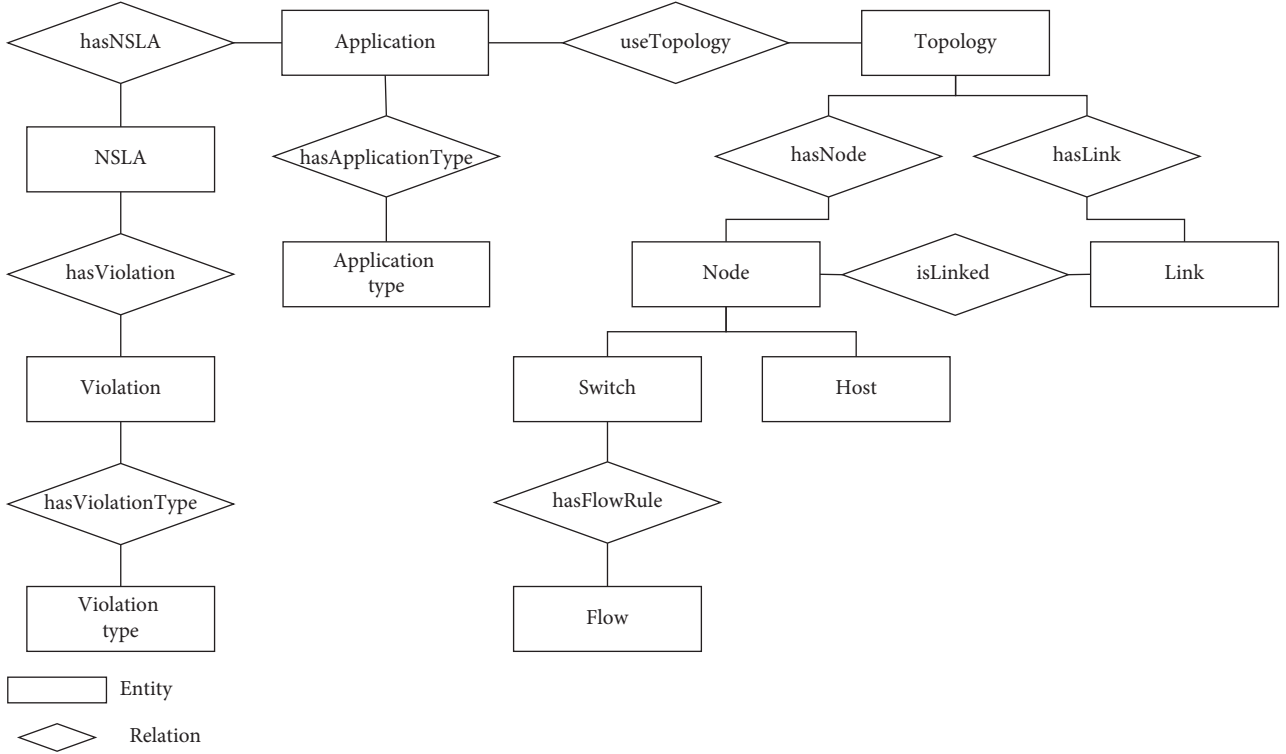 hasNSLA
Application
useTopology
Topology
NSLA
hasApplicationType
hasNode
hasLink
hasViolation
Application
type
Node
isLinked
Link
Violation
Switch
Host
hasViolationType
hasFlowRule
Violation
type
Flow
Entity
Relation